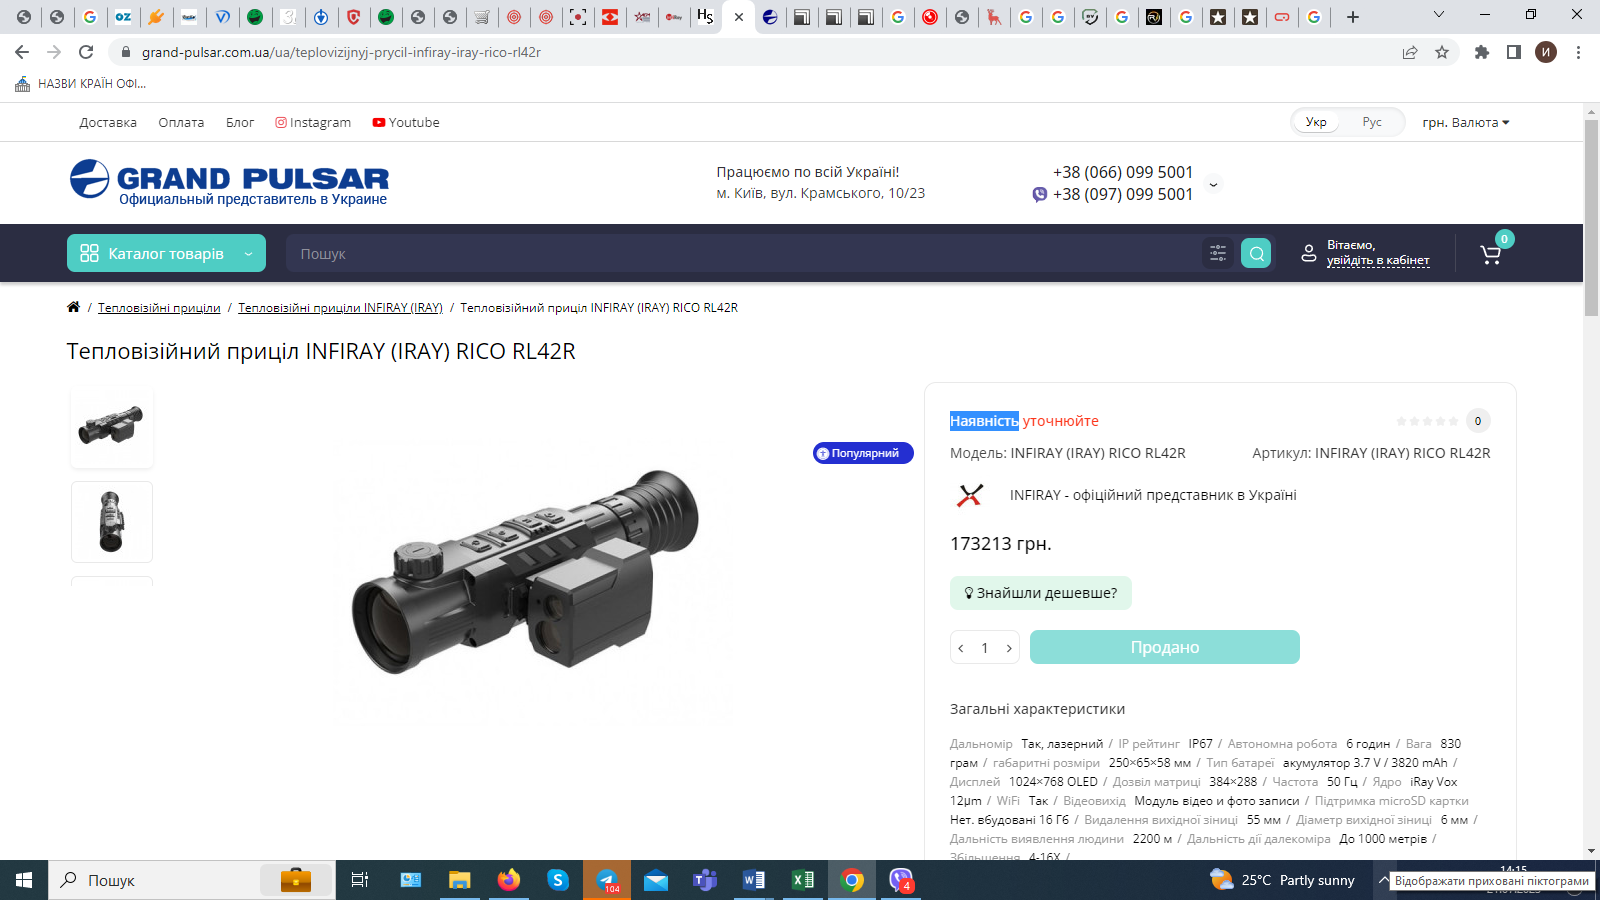 grand-pulsar.com.ua/ua/teplovizijnyj-prycil-infiray-iray-rico-rl42r
И
НАЗВИ КРАЇН ОФІ...
Доставка Оплата Блог Instagram Youtube
Укр Рус грн. Валюта
GRAND PULSAR
Официальный представитель в Украине
Працюємо по всій Україні!
м. Київ, вул. Крамського, 10/23
+38 (066) 099 5001
+38 (097) 099 5001
Каталог товарів
Пошук
Вітаємо,
увійдіть в кабінет
0
/ Тепловізійні приціли / Тепловізійні приціли INFIRAY (IRAY) / Тепловізійний приціл INFIRAY (IRAY) RICO RL42R
Тепловізійний приціл INFIRAY (IRAY) RICO RL42R
Популярний
Наявність уточнюйте
0
Модель: INFIRAY (IRAY) RICO RL42R Артикул: INFIRAY (IRAY) RICO RL42R
INFIRAY - офіційний представник в Україні
173213 грн.
Знайшли дешевше?
1
Продано
Загальні характеристики
Дальномір Так, лазерний / IP рейтинг IP67 / Автономна робота 6 годин / Вага 830
грам / габаритні розміри 250×65×58 мм / Тип батареї акумулятор 3.7 V / 3820 mAh /
Дисплей 1024×768 OLED / Дозвіл матриці 384×288 / Частота 50 Гц / Ядро iRay Vox
12μm / WiFi Так / Відеовихід Модуль відео и фото записи / Підтримка microSD картки
Нет. вбудовані 16 Гб / Видалення вихідної зіниці 55 мм / Діаметр вихідної зіниці 6 мм /
Дальність виявлення людини 2200 м / Дальність дії далекоміра До 1000 метрів /
Збільшення 4-16X /
Пошук
104
4
25°C Partly sunny
14:15
Відображати приховані піктограми